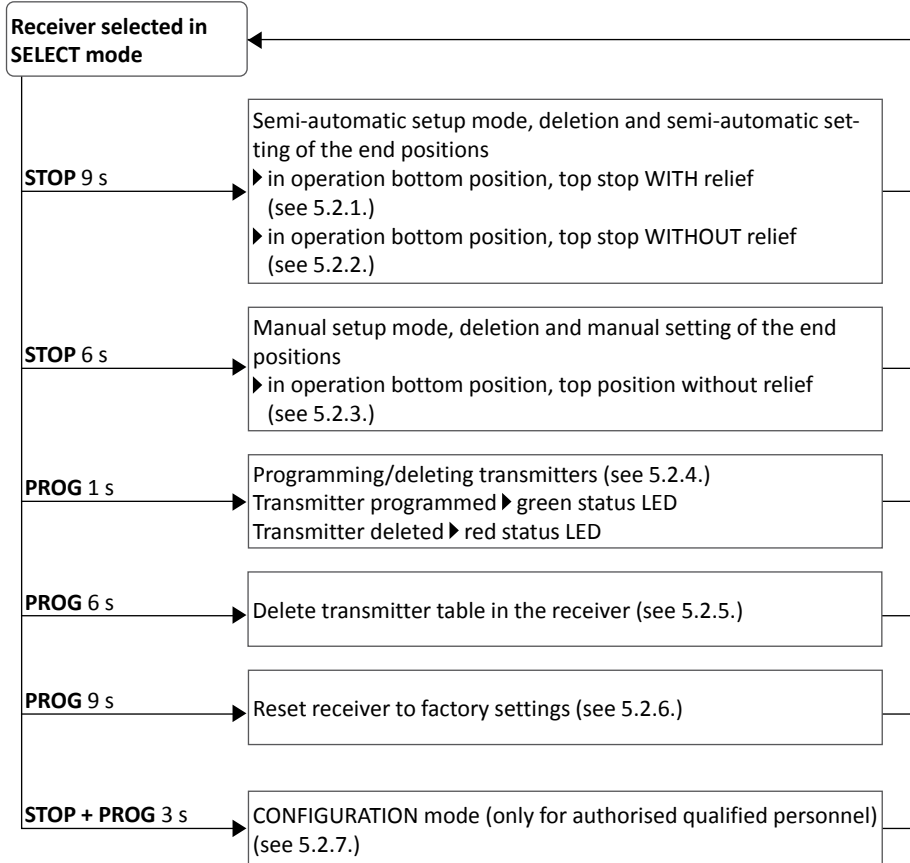 Receiver selected in
SELECT mode
STOP 9 s
Semi-automatic setup mode, deletion and semi-automatic set-
ting of the end positions
▶ in operation bottom position, top stop WITH relief
(see 5.2.1.)
▶ in operation bottom position, top stop WITHOUT relief
(see 5.2.2.)
STOP 6 s
Manual setup mode, deletion and manual setting of the end
positions
▶ in operation bottom position, top position without relief
(see 5.2.3.)
PROG 1 s
Programming/deleting transmitters (see 5.2.4.)
Transmitter programmed ▶ green status LED
Transmitter deleted ▶ red status LED
PROG 6 s
Delete transmitter table in the receiver (see 5.2.5.)
PROG 9 s
Reset receiver to factory settings (see 5.2.6.)
STOP + PROG 3 s
CONFIGURATION mode (only for authorised qualified personnel)
(see 5.2.7.)